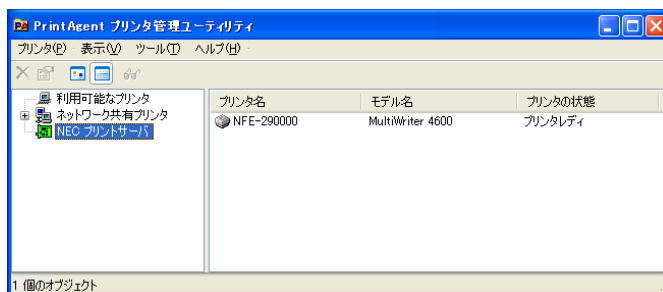 PrintAgent プリンタ管理ユーティリティ
プリンタ(P) 表示(V) ツール(T) ヘルプ(H)
利用可能なプリンタ
ネットワーク共有プリンタ
NEC プリントサーバ
プリンタ名 モデル名 プリンタの状態
NFE-290000 MultiWriter 4600 プリンタレディ
1 個のオブジェクト